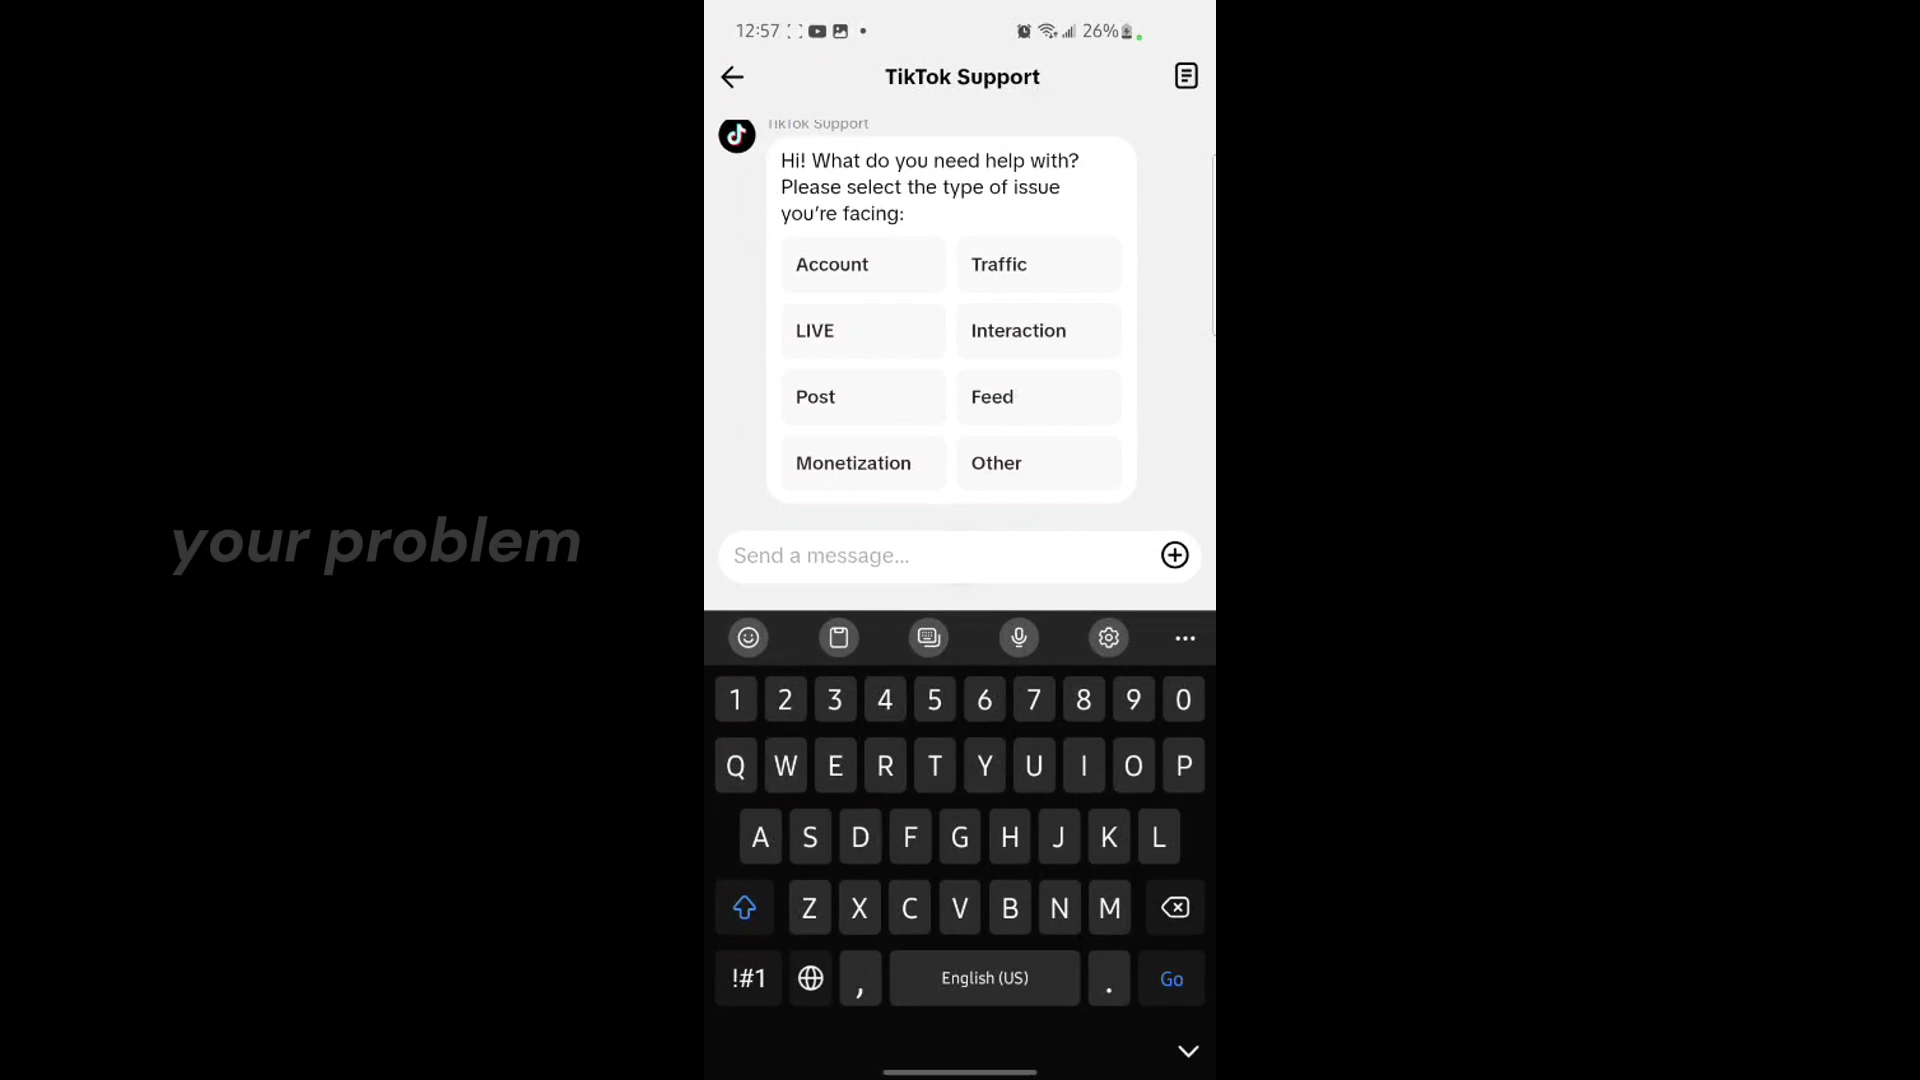 12:57 26%
TikTok Support
TikTok Support
Hi! What do you need help with?
Please select the type of issue
you’re facing:
Account Traffic
LIVE Interaction
Post Feed
Monetization Other
your problem
Send a message...
1 2 3 4 5 6 7 8 9 0
Q W E R T Y U I O P
A S D F G H J K L
Z X C V B N M
!#1 , English (US) . Go